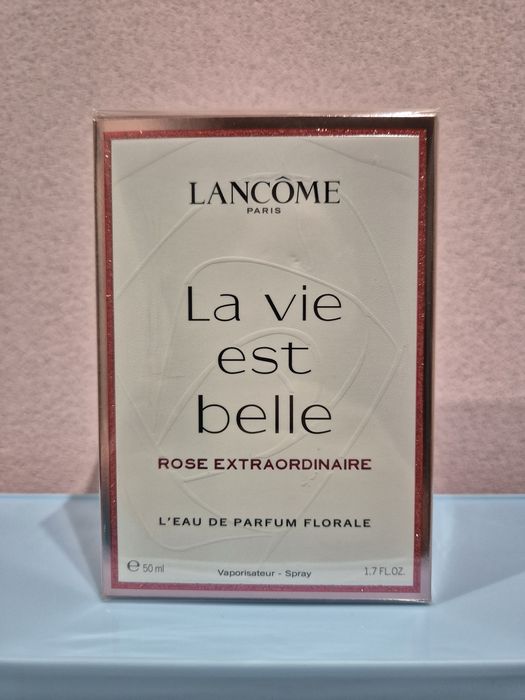 LANCÔME
PARIS
La vie
est
belle
ROSE EXTRAORDINAIRE
L'EAU DE PARFUM FLORALE
℮ 50 ml
Vaporisateur - Spray
1.7 FL.OZ.